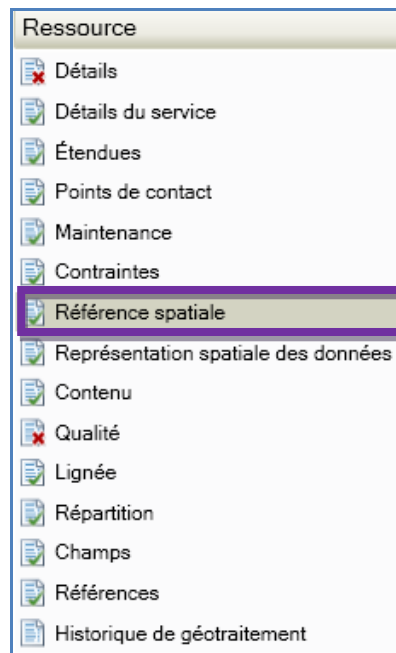 Ressource
Détails
Détails du service
Étendues
Points de contact
Maintenance
Contraintes
Référence spatiale
Représentation spatiale des données
Contenu
Qualité
Lignée
Répartition
Champs
Références
Historique de géotraitement